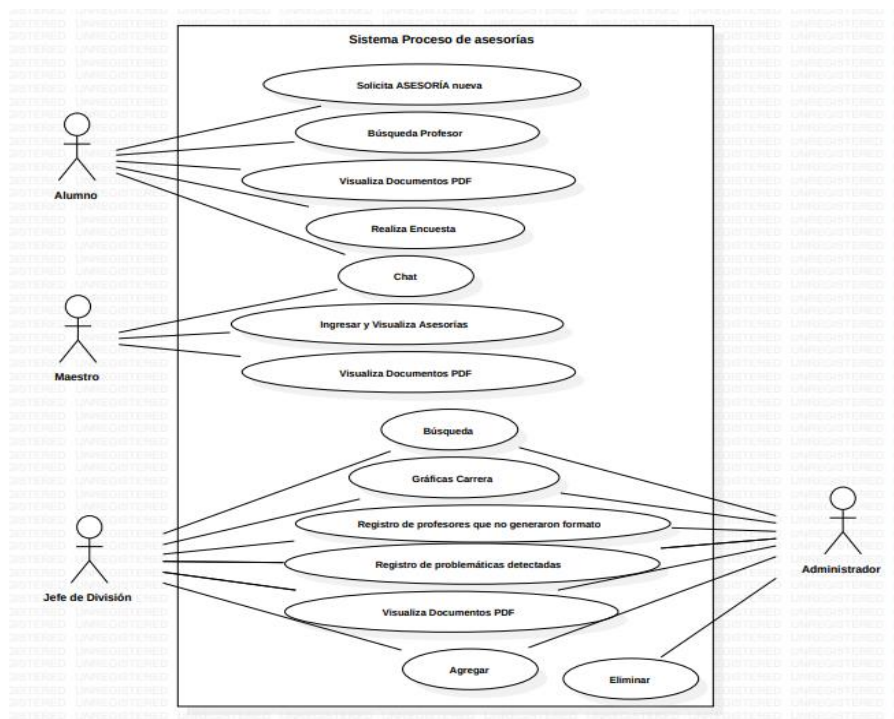 Sistema Proceso de asesorías
Solicita ASESORÍA nueva
Búsqueda Profesor
Visualiza Documentos PDF
Alumno
Realiza Encuesta
Chat
Ingresar y Visualiza Asesorías
Maestro
Visualiza Documentos PDF
Búsqueda
Gráficas Carrera
Registro de profesores que no generaron formato
Registro de problemáticas detectadas
Administrador
Jefe de División
Visualiza Documentos PDF
Agregar
Eliminar
UNREGISTERED